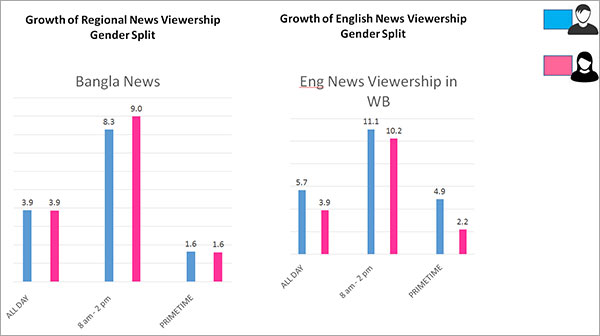 Growth of Regional News Viewership
Gender Split
Bangla News
3.9
3.9
8.3
9.0
1.6
1.6
ALL DAY
8 am - 2 pm
PRIMETIME
Growth of English News Viewership
Gender Split
Eng News Viewership in
WB
5.7
3.9
11.1
10.2
4.9
2.2
ALL DAY
8 am - 2 pm
PRIMETIME